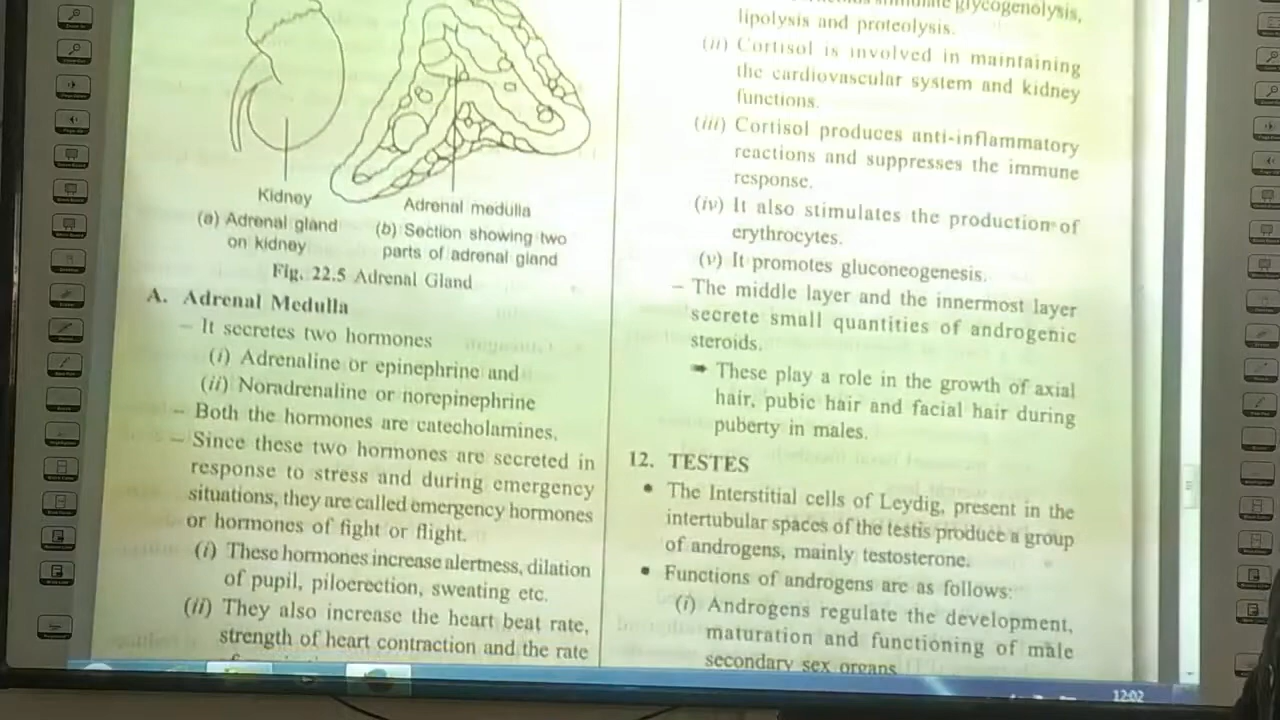 Kidney
Adrenal medulla
(a) Adrenal gland
on kidney
(b) Section showing two
parts of adrenal gland
Fig. 22.5 Adrenal Gland
A. Adrenal Medulla
– It secretes two hormones
(i) Adrenaline or epinephrine and
(ii) Noradrenaline or norepinephrine
– Both the hormones are catecholamines.
– Since these two hormones are secreted in
response to stress and during emergency
situations, they are called emergency hormones
or hormones of fight or flight.
(i) These hormones increase alertness, dilation
of pupil, piloerection, sweating etc.
(ii) They also increase the heart beat rate,
strength of heart contraction and the rate
glycogenolysis,
lipolysis and proteolysis.
(ii) Cortisol is involved in maintaining
the cardiovascular system and kidney
functions.
(iii) Cortisol produces anti-inflammatory
reactions and suppresses the immune
response.
(iv) It also stimulates the production of
erythrocytes.
(v) It promotes gluconeogenesis.
– The middle layer and the innermost layer
secrete small quantities of androgenic
steroids.
➡ These play a role in the growth of axial
hair, pubic hair and facial hair during
puberty in males.
12. TESTES
• The Interstitial cells of Leydig, present in the
intertubular spaces of the testis produce a group
of androgens, mainly testosterone.
• Functions of androgens are as follows:
(i) Androgens regulate the development,
maturation and functioning of male
secondary sex organs
12:02